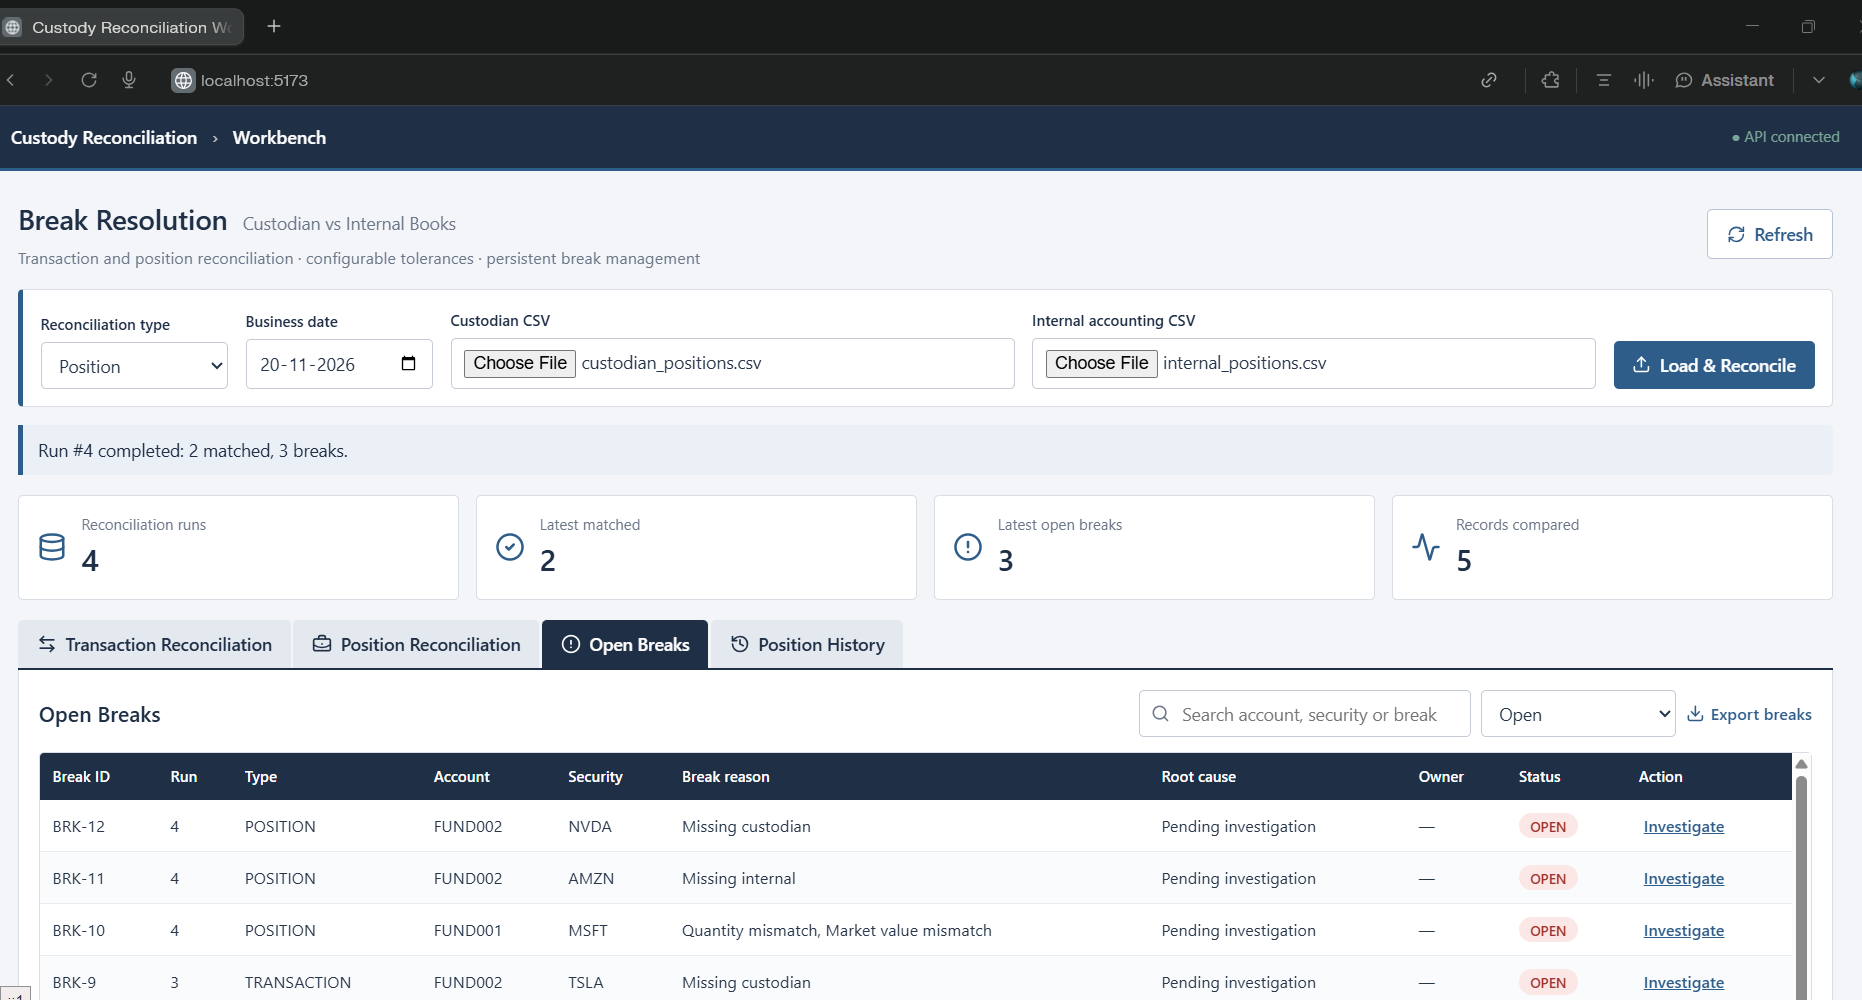 Custody Reconciliation Wo
localhost:5173
Assistant
Custody Reconciliation › Workbench
● API connected
Break Resolution Custodian vs Internal Books
Refresh
Transaction and position reconciliation · configurable tolerances · persistent break management
Reconciliation type
Business date
Custodian CSV
Internal accounting CSV
Position
20-11-2026
Choose File custodian_positions.csv
Choose File internal_positions.csv
Load & Reconcile
Run #4 completed: 2 matched, 3 breaks.
Reconciliation runs
4
Latest matched
2
Latest open breaks
3
Records compared
5
Transaction Reconciliation
Position Reconciliation
Open Breaks
Position History
Open Breaks
Search account, security or break
Open
Export breaks
Break ID Run Type Account Security Break reason Root cause Owner Status Action
BRK-12 4 POSITION FUND002 NVDA Missing custodian Pending investigation — OPEN Investigate
BRK-11 4 POSITION FUND002 AMZN Missing internal Pending investigation — OPEN Investigate
BRK-10 4 POSITION FUND001 MSFT Quantity mismatch, Market value mismatch Pending investigation — OPEN Investigate
BRK-9 3 TRANSACTION FUND002 TSLA Missing custodian Pending investigation — OPEN Investigate